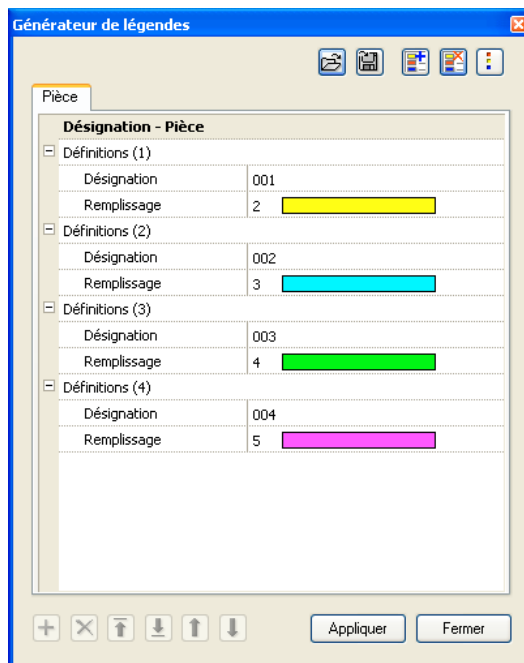 Générateur de légendes
Pièce
Désignation - Pièce
Définitions (1)
Désignation 001
Remplissage 2
Définitions (2)
Désignation 002
Remplissage 3
Définitions (3)
Désignation 003
Remplissage 4
Définitions (4)
Désignation 004
Remplissage 5
Appliquer Fermer